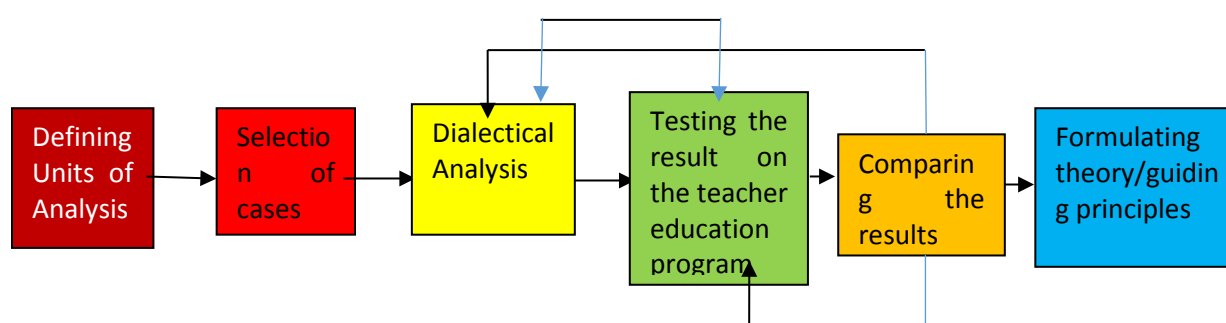 Defining
Units of
Analysis
Selectio
n of
cases
Dialectical
Analysis
Testing the
result on
the teacher
education
program
Comparin
g the
results
Formulating
theory/guidin
g principles